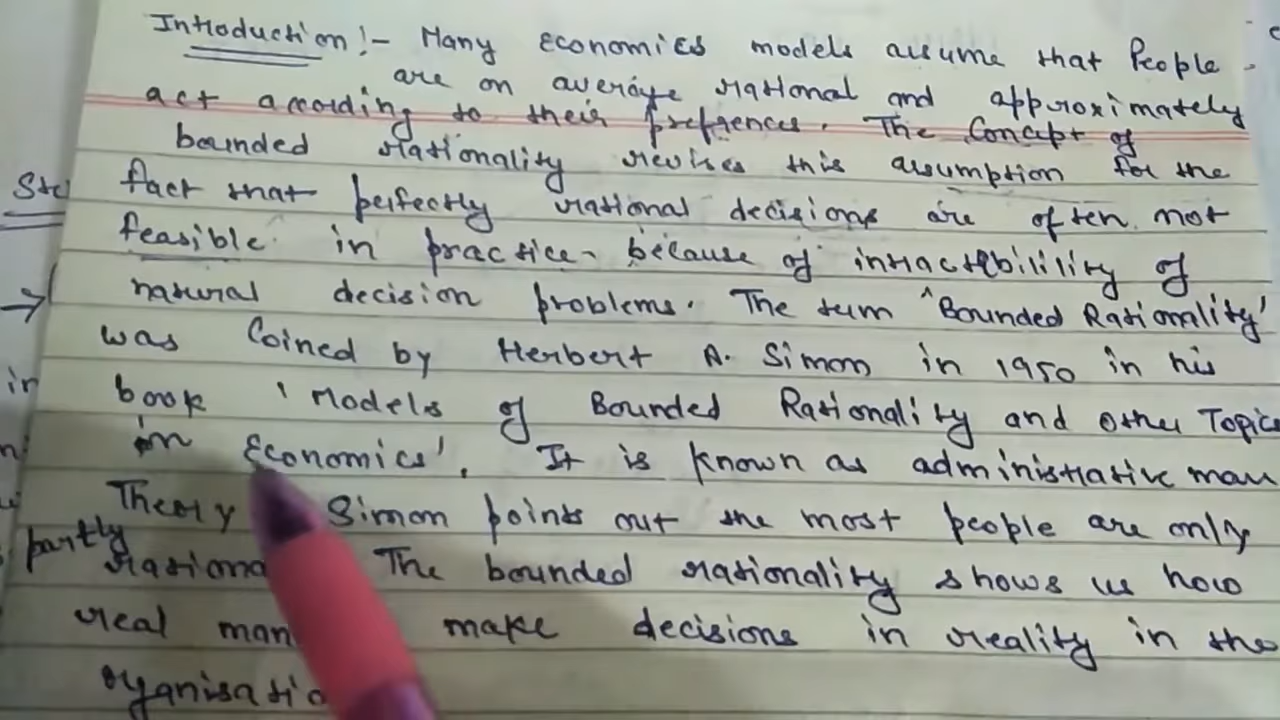 Introduction :- Many economics models assume that People
are on average rational and approximately
act according to their preferences. The Concept of
bounded rationality revises this assumption for the
fact that perfectly rational decisions are often not
feasible in practice because of intractibility of
natural decision problems. The term 'Bounded Rationality'
was Coined by Herbert A. Simon in 1950 in his
book 'Models of Bounded Rationality and Other Topics
in Economics'. It is known as administrative man
Theory Simon points out the most people are only
partly
rational The bounded rationality shows us how
real man make decisions in reality in the
organisatio